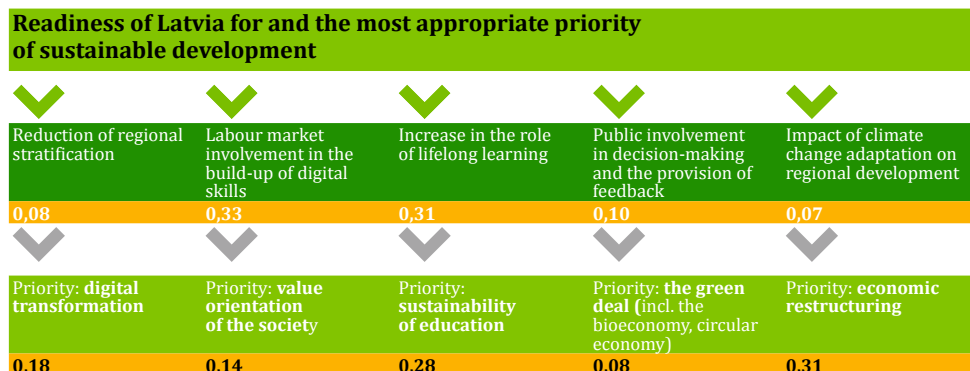 Readiness of Latvia for and the most appropriate priority
of sustainable development
Reduction of regional
stratification
Labour market
involvement in the
build-up of digital
skills
Increase in the role
of lifelong learning
Public involvement
in decision-making
and the provision of
feedback
Impact of climate
change adaptation on
regional development
0,08
0,33
0,31
0,10
0,07
Priority: digital
transformation
Priority: value
orientation
of the society
Priority:
sustainability
of education
Priority: the green
deal (incl. the
bioeconomy, circular
economy)
Priority: economic
restructuring
0,18
0,14
0,28
0,08
0,31